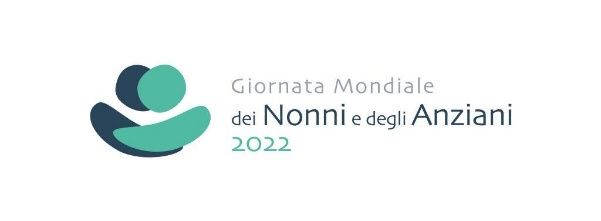 Giornata Mondiale
dei Nonni e degli Anziani
2022